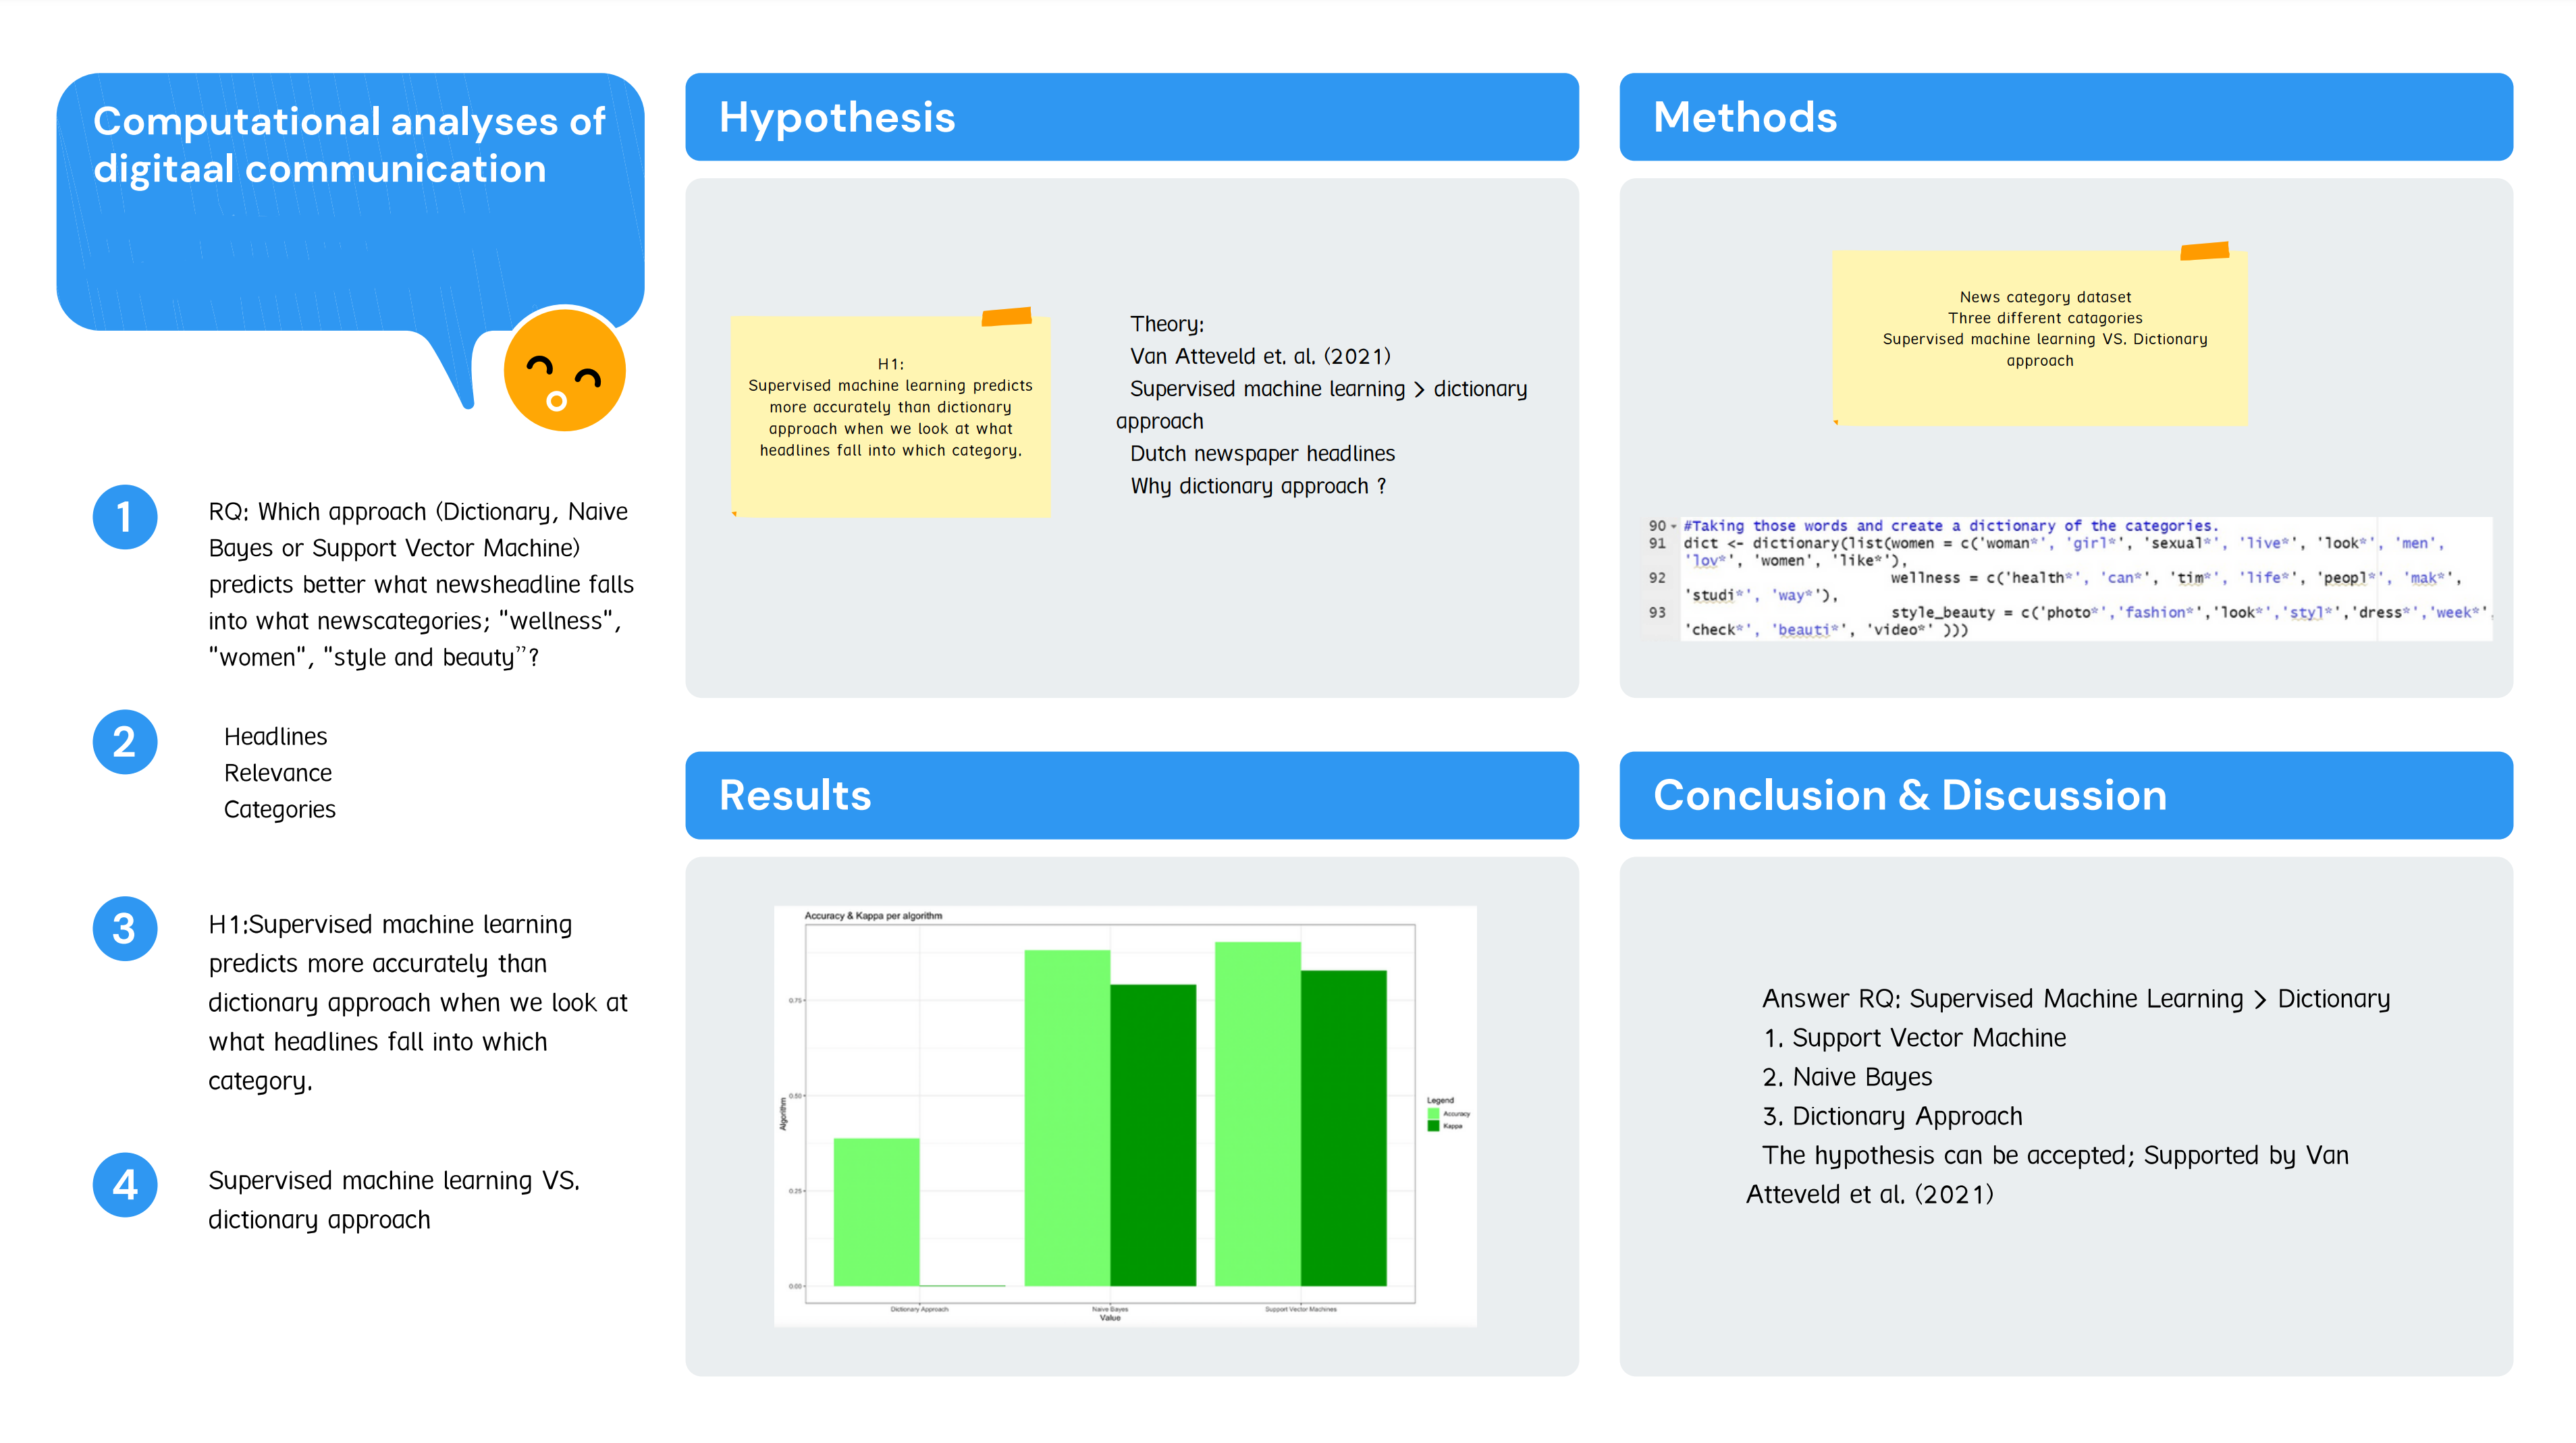 Computational analyses of
digitaal communication
1
RQ: Which approach (Dictionary, Naive
Bayes or Support Vector Machine)
predicts better what newsheadline falls
into what newscategories; "wellness",
"women", "style and beauty”?
2
Headlines
Relevance
Categories
3
H1:Supervised machine learning
predicts more accurately than
dictionary approach when we look at
what headlines fall into which
category.
4
Supervised machine learning VS.
dictionary approach
Hypothesis
H1:
Supervised machine learning predicts
more accurately than dictionary
approach when we look at what
headlines fall into which category.
Theory:
Van Atteveld et. al. (2021)
Supervised machine learning > dictionary
approach
Dutch newspaper headlines
Why dictionary approach ?
Methods
News category dataset
Three different catagories
Supervised machine learning VS. Dictionary
approach
90 #Taking those words and create a dictionary of the categories.
91 dict <- dictionary(list(women = c('woman*', 'girl*', 'sexual*', 'live*', 'look*', 'men',
'lov*', 'women', 'like*'),
92 wellness = c('health*', 'can*', 'tim*', 'life*', 'peopl*', 'mak*',
'studi*', 'way*'),
93 style_beauty = c('photo*','fashion*','look*','styl*','dress*','week*',
'check*', 'beauti*', 'video*' )))
Results
Accuracy & Kappa per algorithm
0.75
0.50
0.25
0.00
Algorithm
Dictionary Approach
Naive Bayes
Support Vector Machines
Value
Legend
Accuracy
Kappa
Conclusion & Discussion
Answer RQ: Supervised Machine Learning > Dictionary
1. Support Vector Machine
2. Naive Bayes
3. Dictionary Approach
The hypothesis can be accepted; Supported by Van
Atteveld et al. (2021)